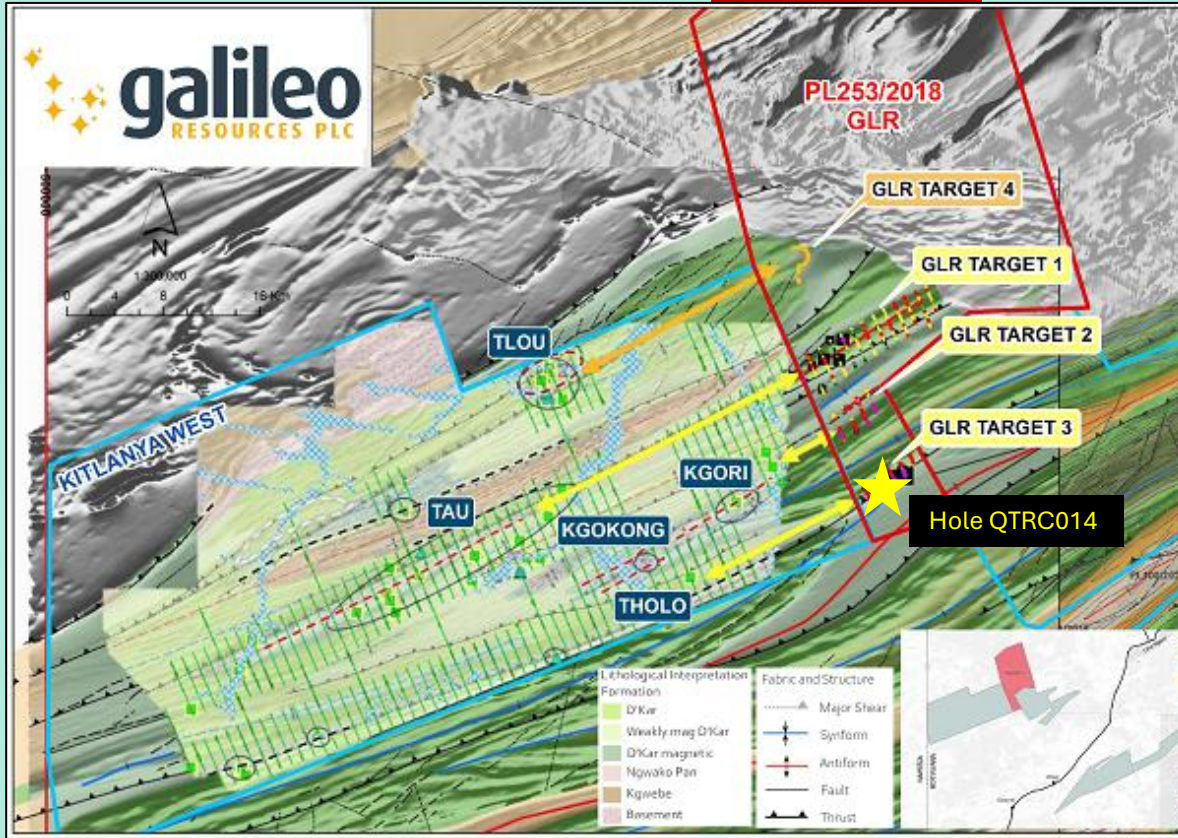 galileo
RESOURCES PLC
PL253/2018
GLR
GLR TARGET 4
GLR TARGET 1
GLR TARGET 2
GLR TARGET 3
N
0 4 8 16 Km
TLOU
KITLANYA WEST
KGORI
TAU
KGOKONG
THOLO
Hole QTRC014
Lithological Interpretation
Formation
D'Kar
Weakly mag D'Kar
D'Kar magnetic
Ngwako Pan
Kgwebe
Basement
Fabric and Structure
Major Shear
Synform
Antiform
Fault
Thrust